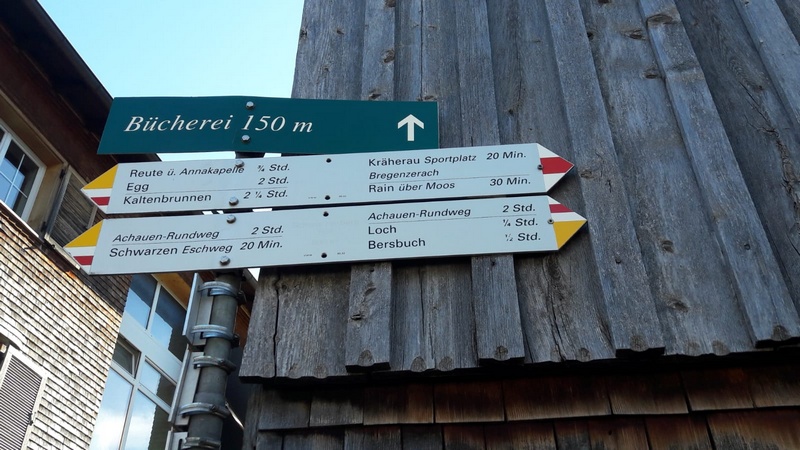 Bücherei 150 m
Reute ü. Annakapelle ¾ Std.
Egg 2 Std.
Kaltenbrunnen 2 ¼ Std.
Kräherau Sportplatz 20 Min.
Bregenzerach
Rain über Moos 30 Min.
Achauen-Rundweg 2 Std.
Schwarzen Eschweg 20 Min.
Achauen-Rundweg 2 Std.
Loch ¼ Std.
Bersbuch ½ Std.